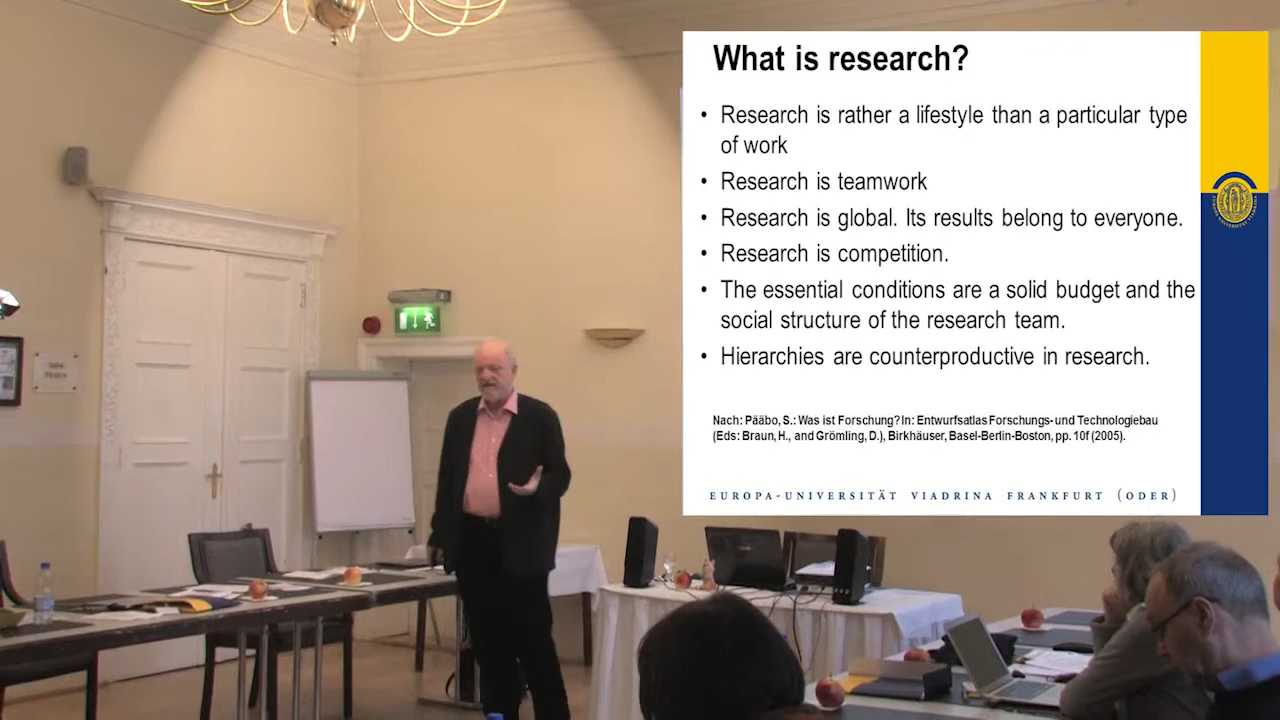 What is research?
• Research is rather a lifestyle than a particular type
of work
• Research is teamwork
• Research is global. Its results belong to everyone.
• Research is competition.
• The essential conditions are a solid budget and the
social structure of the research team.
• Hierarchies are counterproductive in research.
Nach: Pääbo, S.: Was ist Forschung? In: Entwurfsatlas Forschungs- und Technologiebau
(Eds: Braun, H., and Grömling, D.), Birkhäuser, Basel-Berlin-Boston, pp. 10f (2005).
EUROPA-UNIVERSITÄT VIADRINA FRANKFURT (ODER)